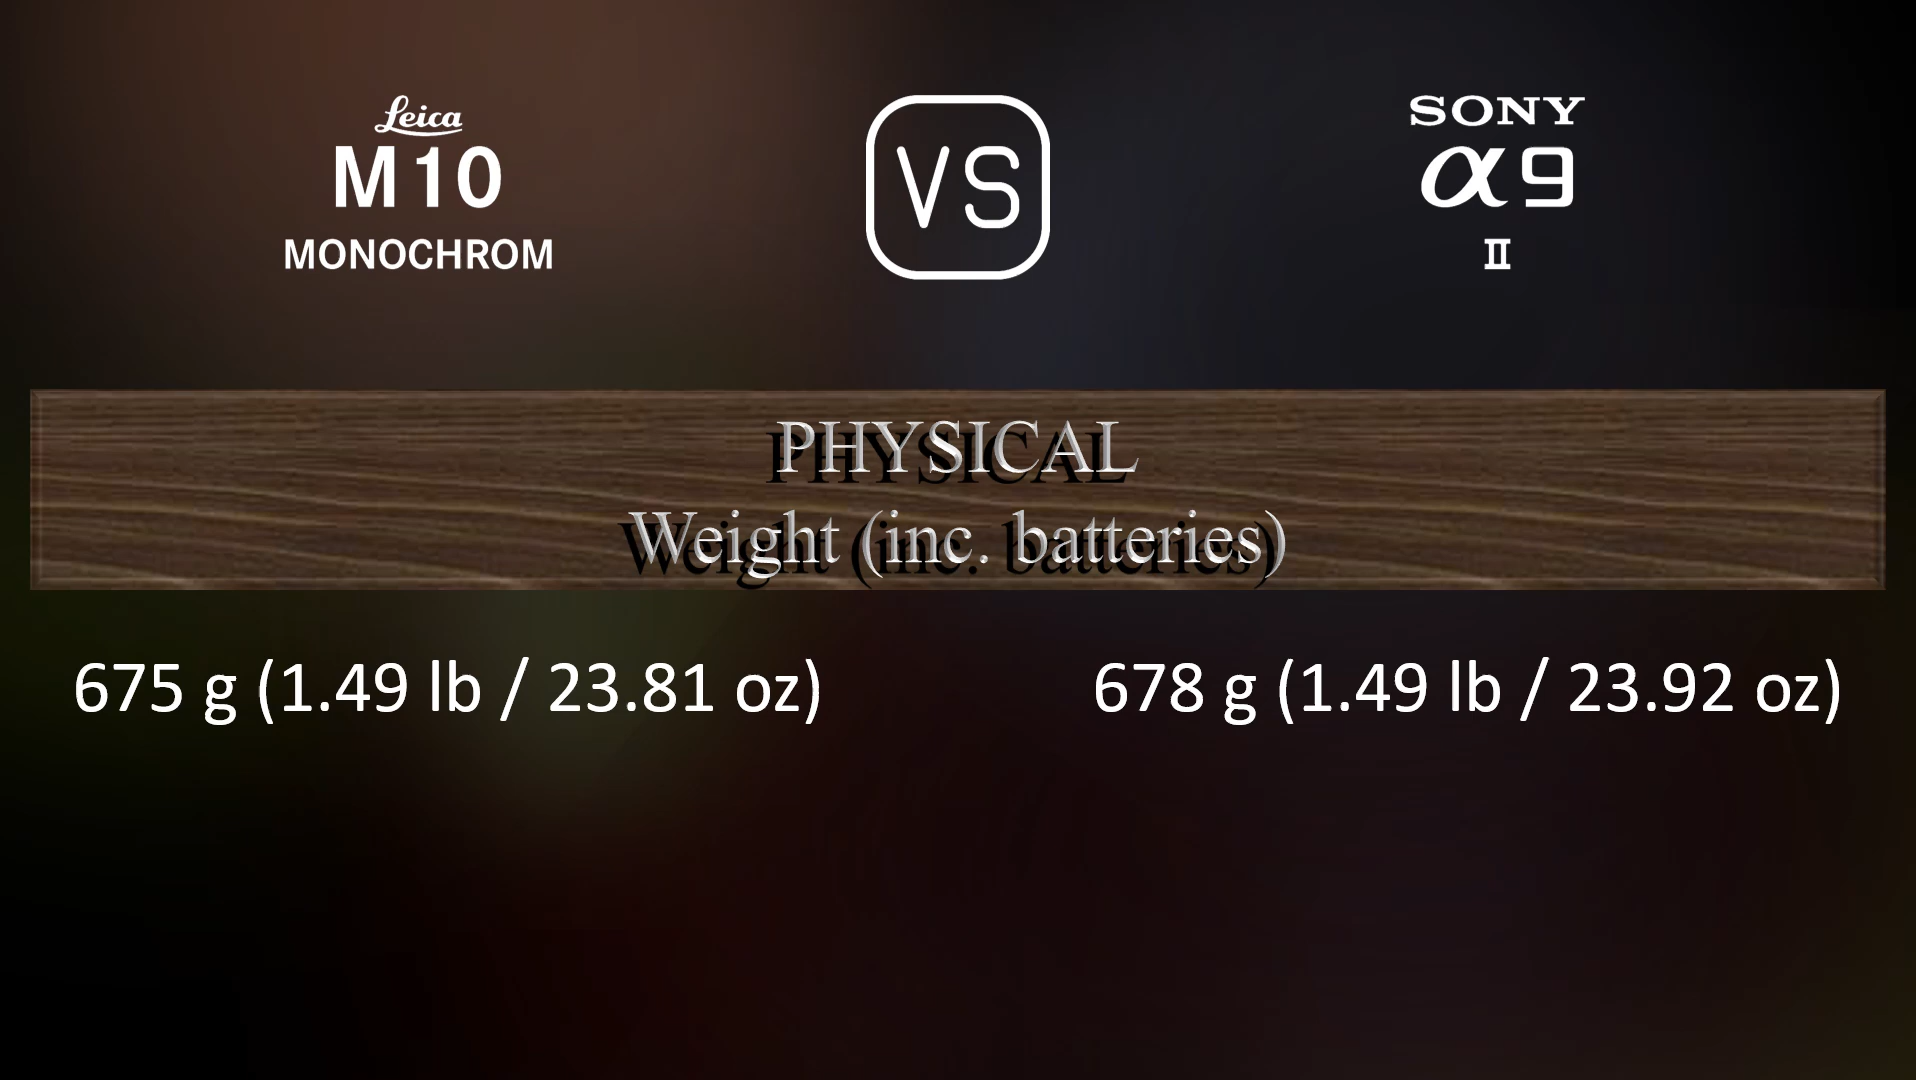 Leica
M10
MONOCHROM
VS
SONY
α9
II
PHYSICAL
Weight (inc. batteries)
675 g (1.49 lb / 23.81 oz)
678 g (1.49 lb / 23.92 oz)